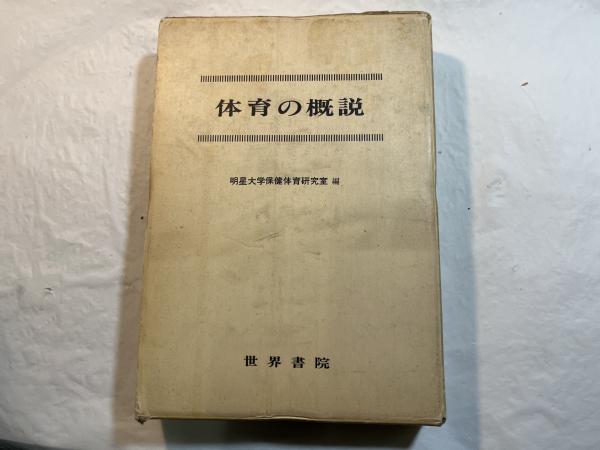 体育の概説
明星大学保健体育研究室 編
世界書院